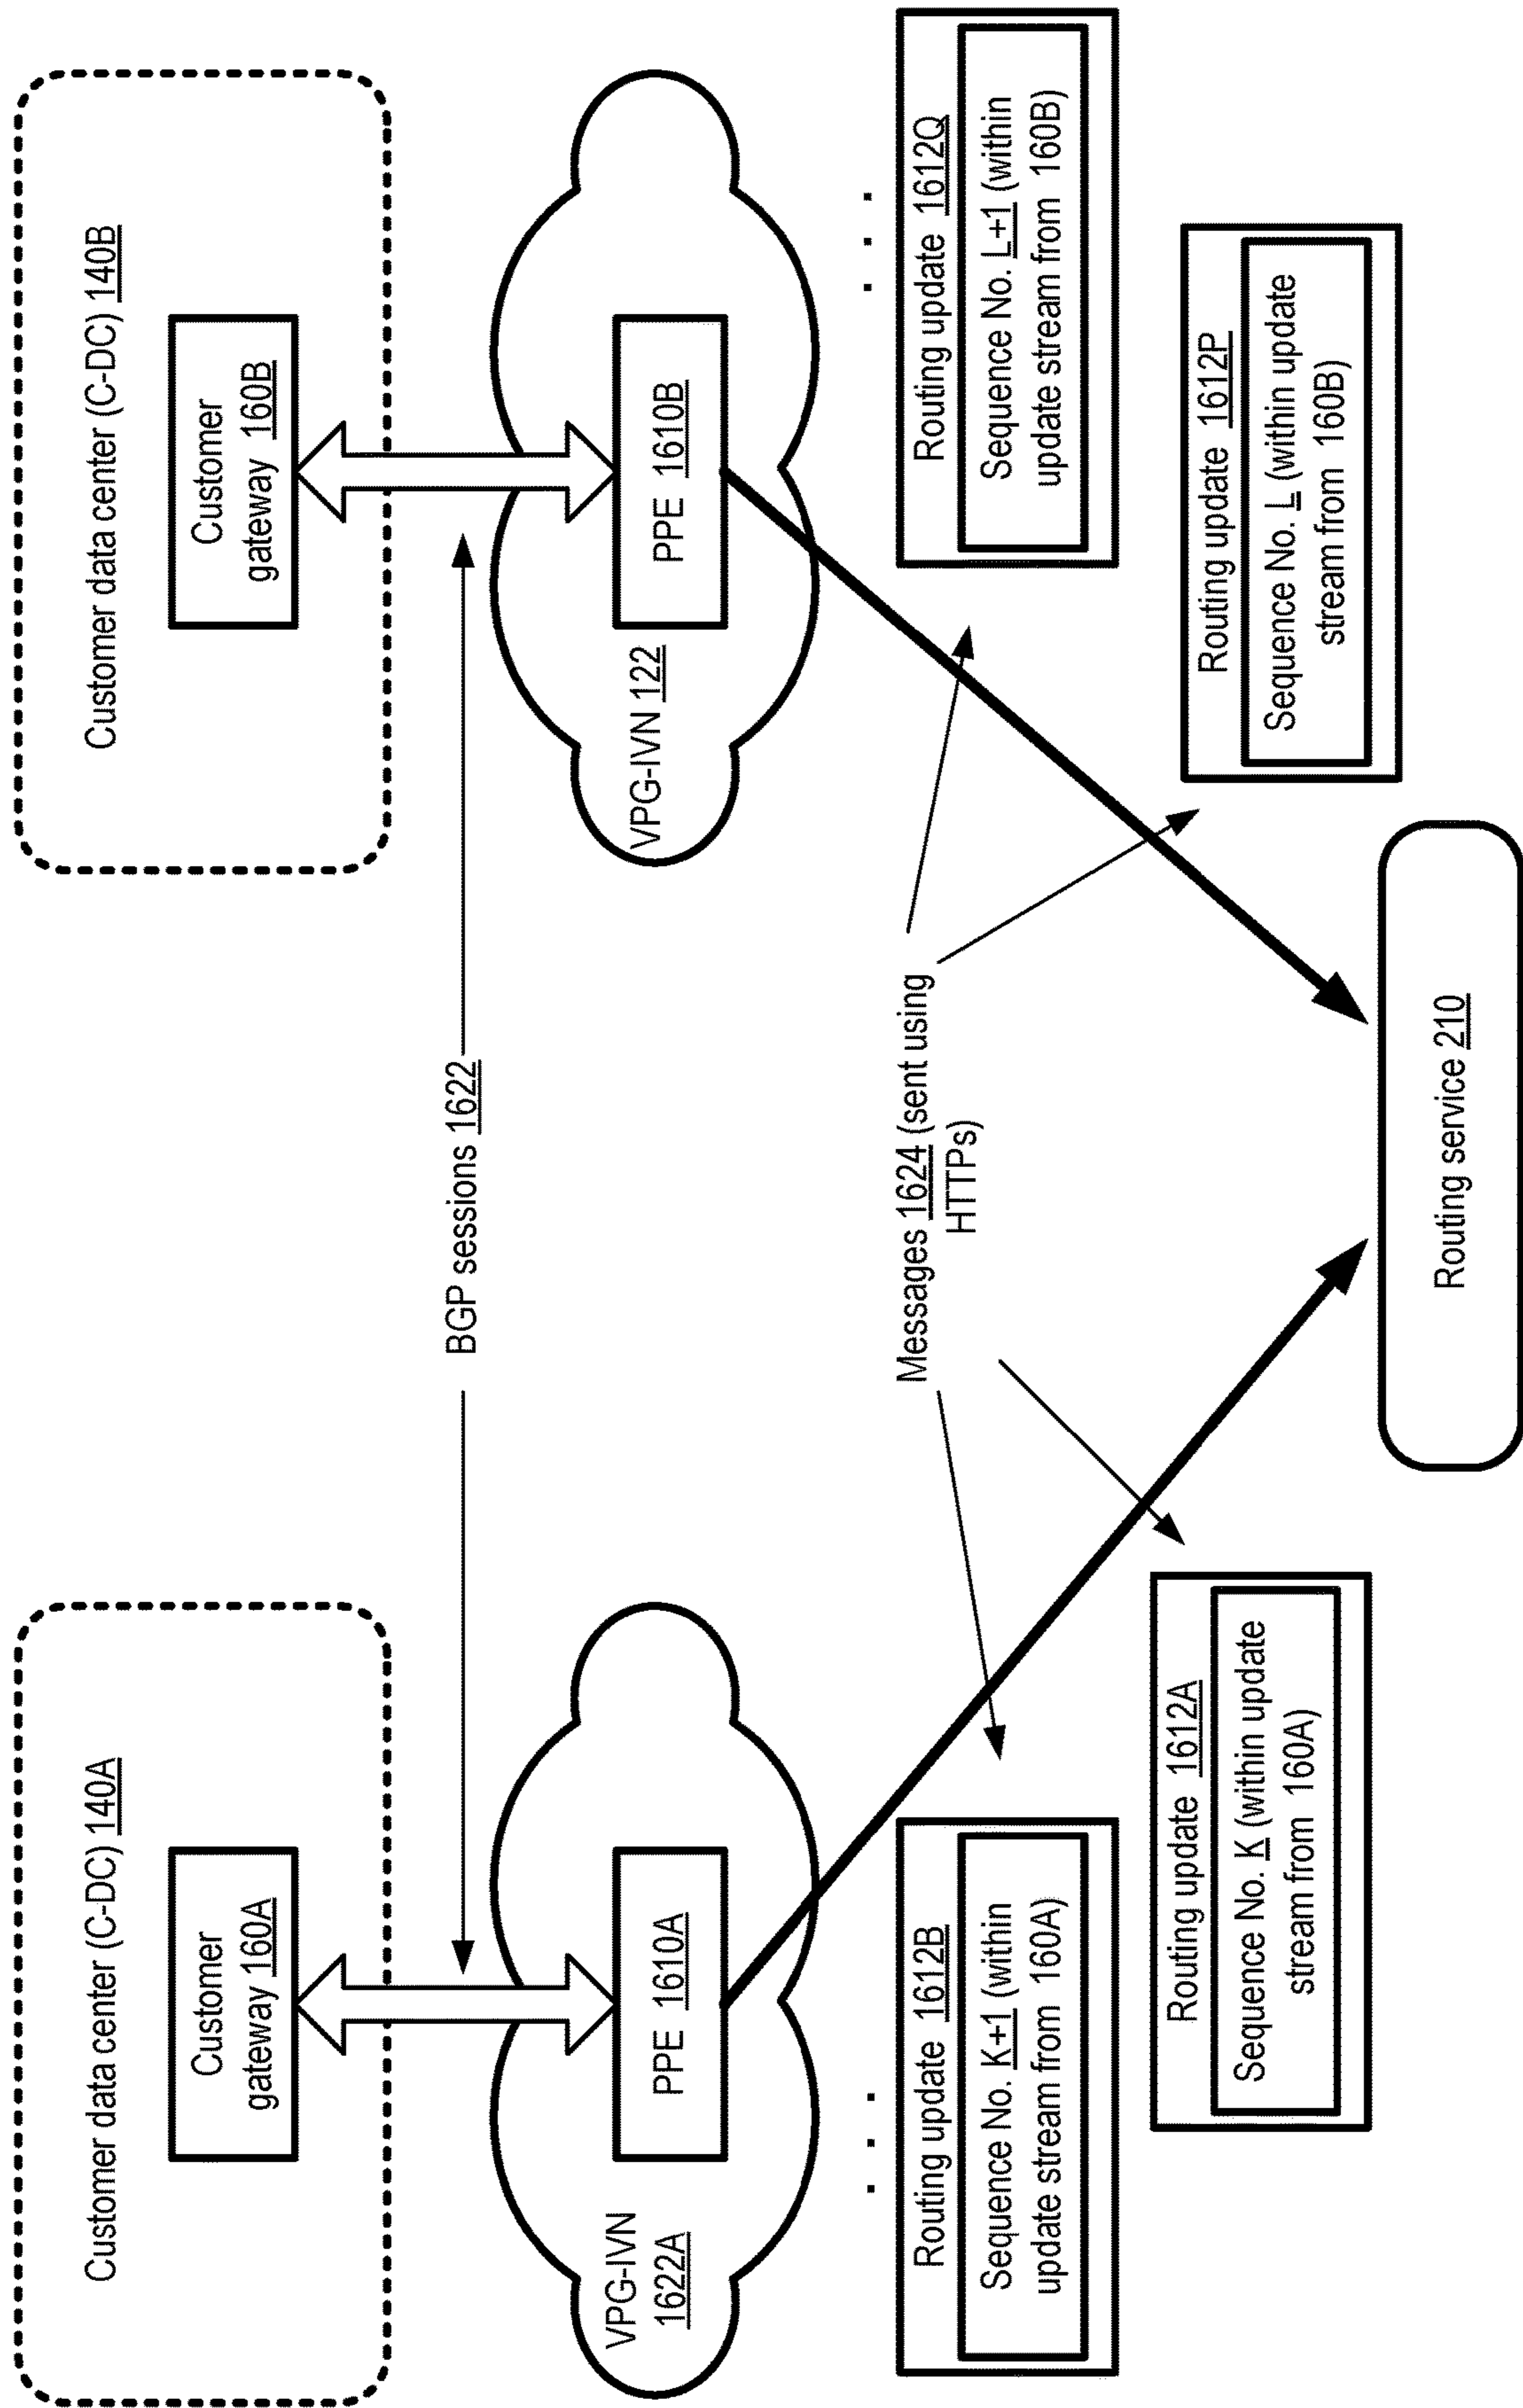 Customer data center (C-DC) 140A
Customer
gateway 160A
Customer data center (C-DC) 140B
Customer
gateway 160B
BGP sessions 1622
VPG-IVN
1622A
PPE 1610A
VPG-IVN 122
PPE 1610B
. . .
. . .
Routing update 1612B
Sequence No. K+1 (within
update stream from 160A)
Messages 1624 (sent using
HTTPs)
Routing update 1612Q
Sequence No. L+1 (within
update stream from 160B)
Routing update 1612A
Sequence No. K (within update
stream from 160A)
Routing update 1612P
Sequence No. L (within update
stream from 160B)
Routing service 210